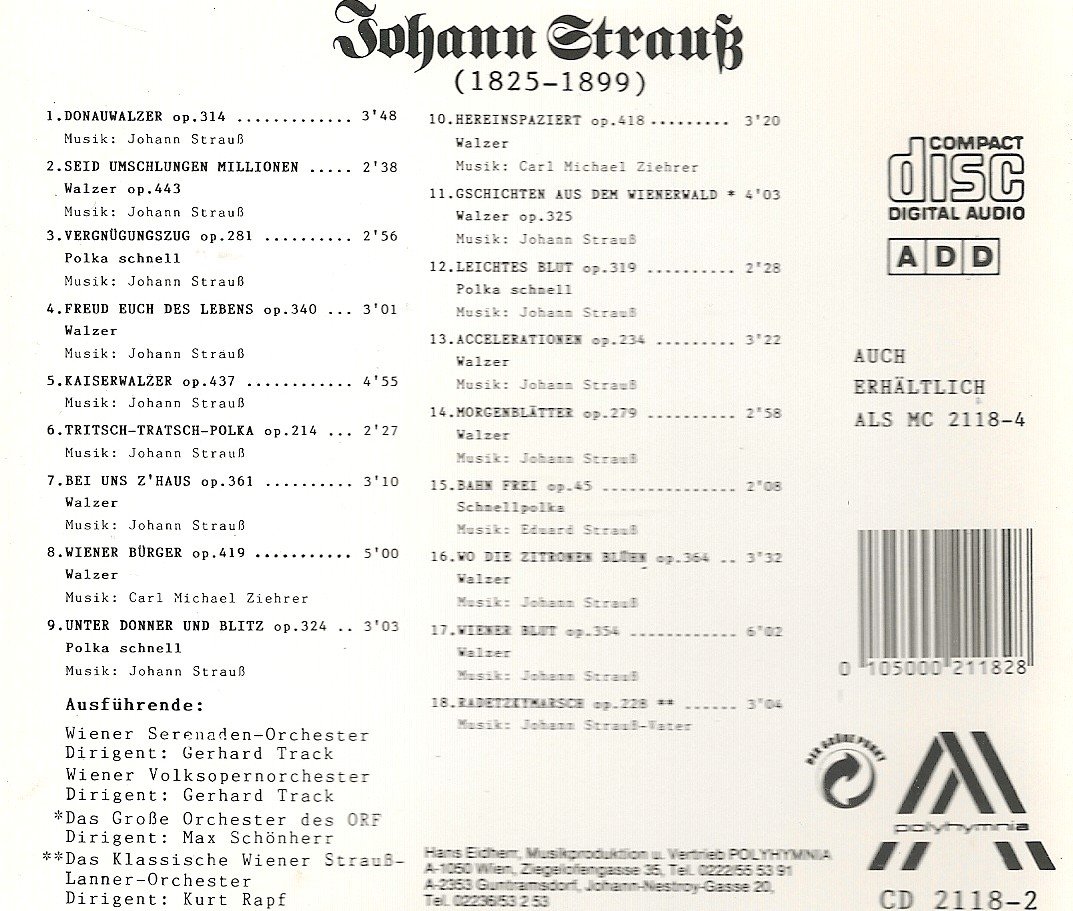 Johann Strauß
(1825-1899)
1.DONAUWALZER op.314 ............. 3'48
Musik: Johann Strauß
2.SEID UMSCHLUNGEN MILLIONEN ..... 2'38
Walzer op.443
Musik: Johann Strauß
3.VERGNÜGUNGSZUG op.281 .......... 2'56
Polka schnell
Musik: Johann Strauß
4.FREUD EUCH DES LEBENS op.340 ... 3'01
Walzer
Musik: Johann Strauß
5.KAISERWALZER op.437 ............ 4'55
Musik: Johann Strauß
6.TRITSCH-TRATSCH-POLKA op.214 ... 2'27
Musik: Johann Strauß
7.BEI UNS Z'HAUS op.361 .......... 3'10
Walzer
Musik: Johann Strauß
8.WIENER BÜRGER op.419 ........... 5'00
Walzer
Musik: Carl Michael Ziehrer
9.UNTER DONNER UND BLITZ op.324 .. 3'03
Polka schnell
Musik: Johann Strauß
Ausführende:
Wiener Serenaden-Orchester
Dirigent: Gerhard Track
Wiener Volksopernorchester
Dirigent: Gerhard Track
*Das Große Orchester des ORF
Dirigent: Max Schönherr
**Das Klassische Wiener Strauß-
Lanner-Orchester
Dirigent: Kurt Rapf
10.HEREINSPAZIERT op.418 ......... 3'20
Walzer
Musik: Carl Michael Ziehrer
11.GSCHICHTEN AUS DEM WIENERWALD * 4'03
Walzer op.325
Musik: Johann Strauß
12.LEICHTES BLUT op.319 .......... 2'28
Polka schnell
Musik: Johann Strauß
13.ACCELERATIONEN op.234 ......... 3'22
Walzer
Musik: Johann Strauß
14.MORGENBLÄTTER op.279 .......... 2'58
Walzer
Musik: Johann Strauß
15.BAHN FREI op.45 ............... 2'08
Schnellpolka
Musik: Eduard Strauß
16.WO DIE ZITRONEN BLÜHN op.364 .. 3'32
Walzer
Musik: Johann Strauß
17.WIENER BLUT op.354 ............ 6'02
Walzer
Musik: Johann Strauß
18.RADETZKYMARSCH op.228 ** ...... 3'04
Musik: Johann Strauß-Vater
Hans Eidherr, Musikproduktion u. Vertrieb POLYHYMNIA
A-1050 Wien, Ziegelofengasse 35, Tel. 0222/55 53 91
A-2353 Guntramsdorf, Johann-Nestroy-Gasse 20,
Tel. 02236/53 2 53
COMPACT
disc
DIGITAL AUDIO
A D D
AUCH
ERHÄLTLICH
ALS MC 2118-4
0 105000 211828
DER GRÜNE PUNKT
polyhymnia
CD 2118-2